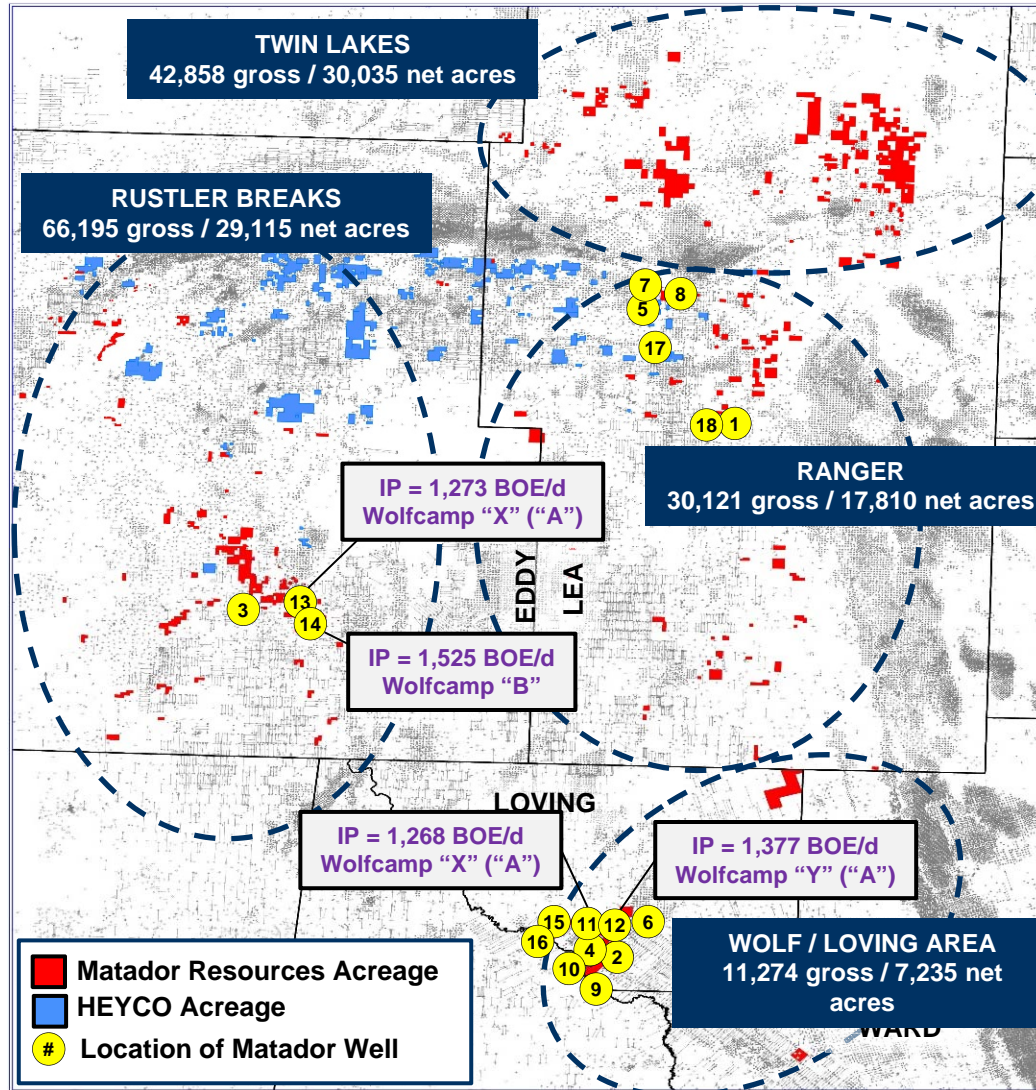 TWIN LAKES
42,858 gross / 30,035 net acres
RUSTLER BREAKS
66,195 gross / 29,115 net acres
7
8
5
17
18
1
RANGER
30,121 gross / 17,810 net acres
IP = 1,273 BOE/d
Wolfcamp “X” (“A”)
EDDY
LEA
3
13
14
IP = 1,525 BOE/d
Wolfcamp “B”
LOVING
IP = 1,268 BOE/d
Wolfcamp “X” (“A”)
IP = 1,377 BOE/d
Wolfcamp “Y” (“A”)
15
11
12
6
16
4
2
10
9
WOLF / LOVING AREA
11,274 gross / 7,235 net
acres
WARD
Matador Resources Acreage
HEYCO Acreage
# Location of Matador Well